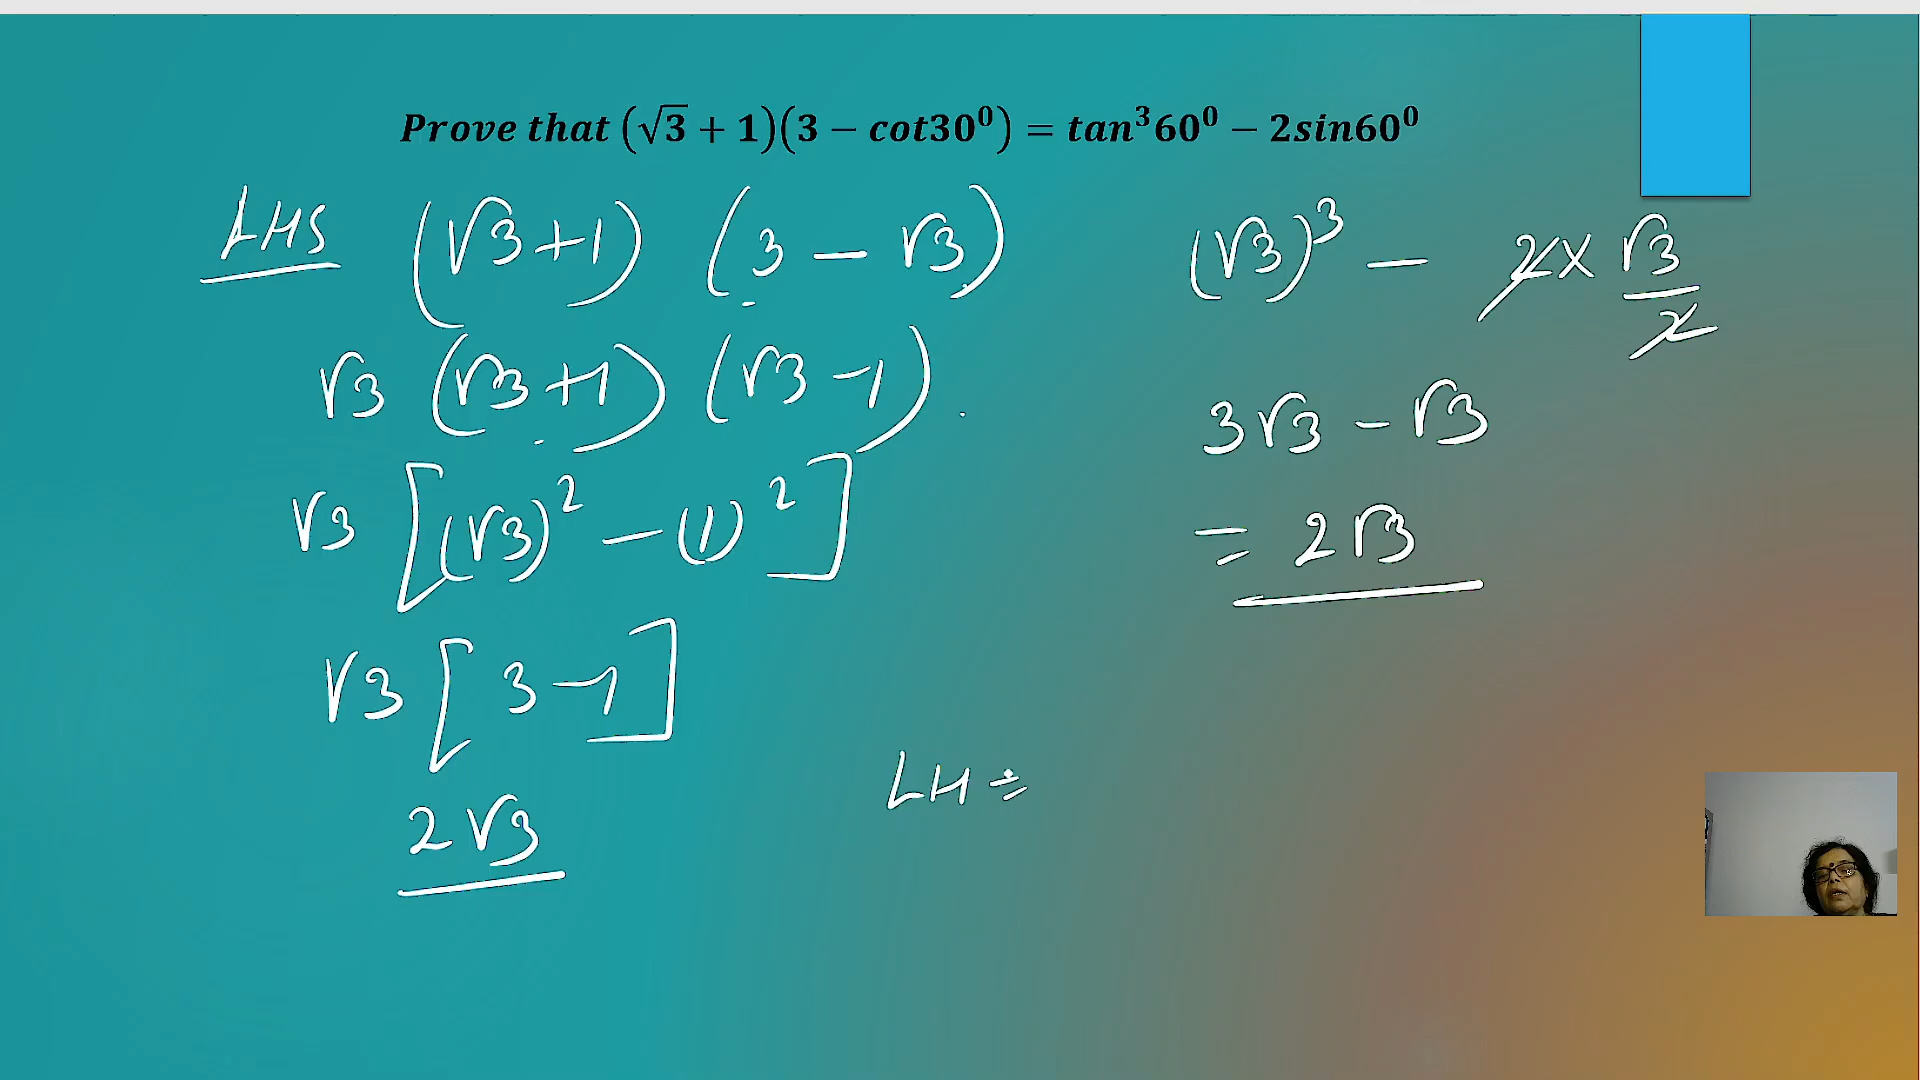 Prove that (√3 + 1)(3 − cot30⁰) = tan³60⁰ − 2sin60⁰
LHS (√3+1) (3 − √3)
√3 (√3+1) (√3 −1)
√3 [(√3)² − (1)²]
√3 [3 −1]
2√3
(√3)³ − 2 × √3/2
3√3 − √3
= 2√3
LH ≑